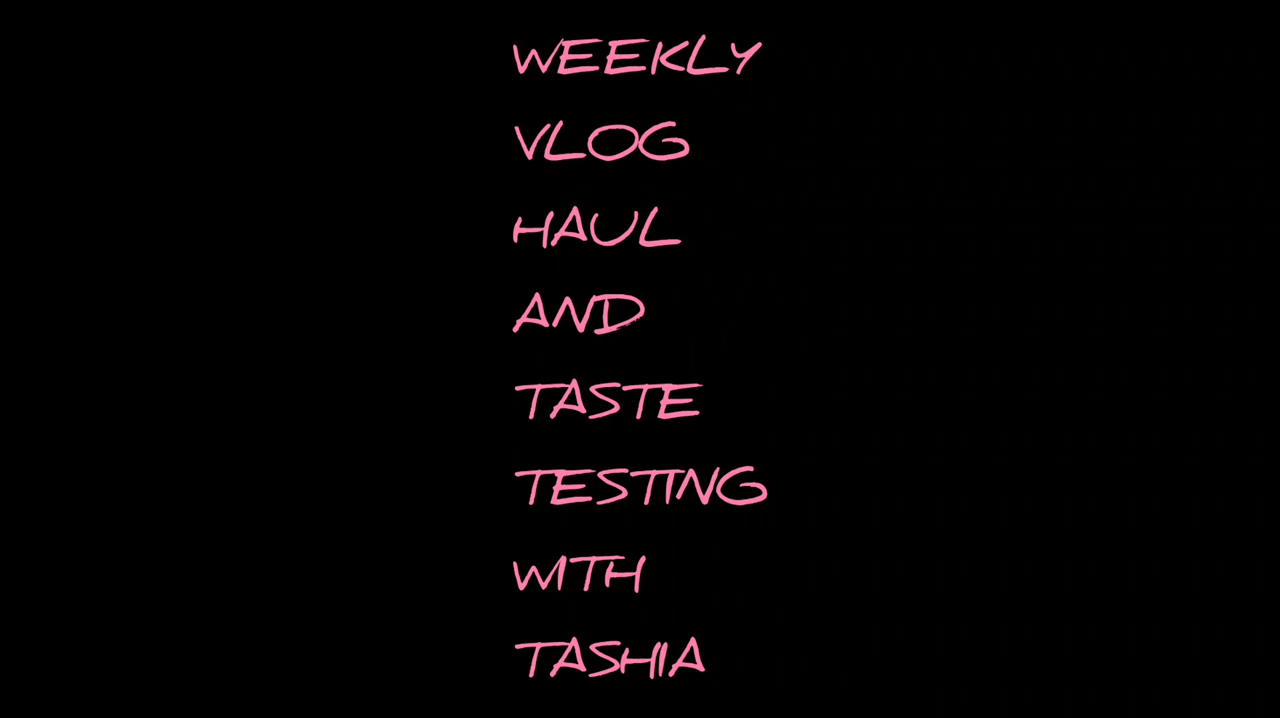 WEEKLY
VLOG
HAUL
AND
TASTE
TESTING
WITH
TASHIA